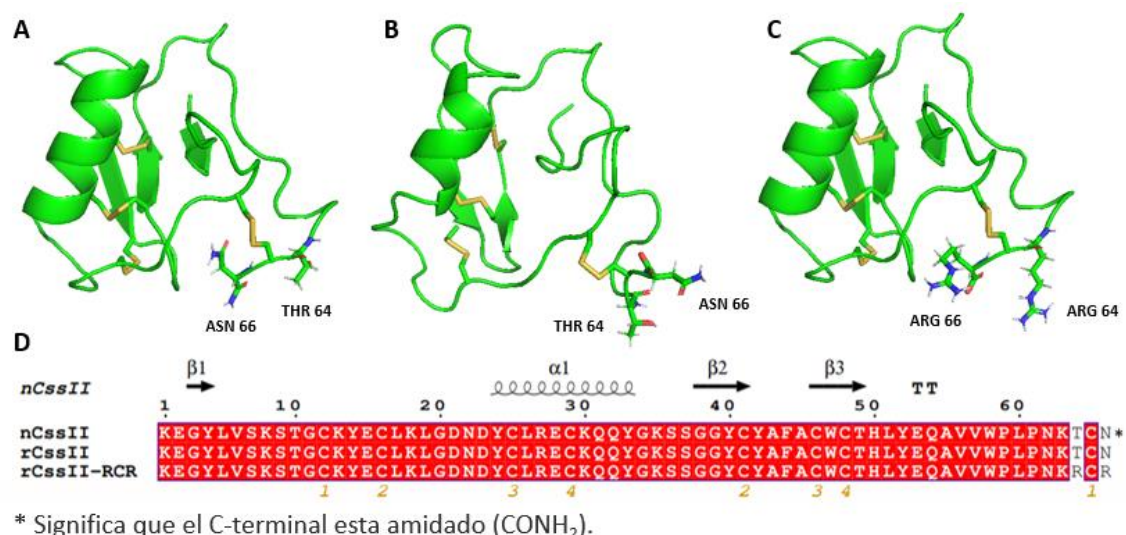 A
B
C
ASN 66
THR 64
THR 64
ASN 66
ARG 66
ARG 64
D
β1 α1 β2 β3
nCssII TT
1 10 20 30 40 50 60
nCssII KEGYLVSKSTGCKYECLKLGDNDYCLRECKQQYGKSSGGYCYAFACWCTHLYEQAVVWPLPNKTCN*
rCssII KEGYLVSKSTGCKYECLKLGDNDYCLRECKQQYGKSSGGYCYAFACWCTHLYEQAVVWPLPNKTCN
rCssII-RCR KEGYLVSKSTGCKYECLKLGDNDYCLRECKQQYGKSSGGYCYAFACWCTHLYEQAVVWPLPNKRCR
1 2 3 4 2 3 4 1
* Significa que el C-terminal esta amidado (CONH₂).